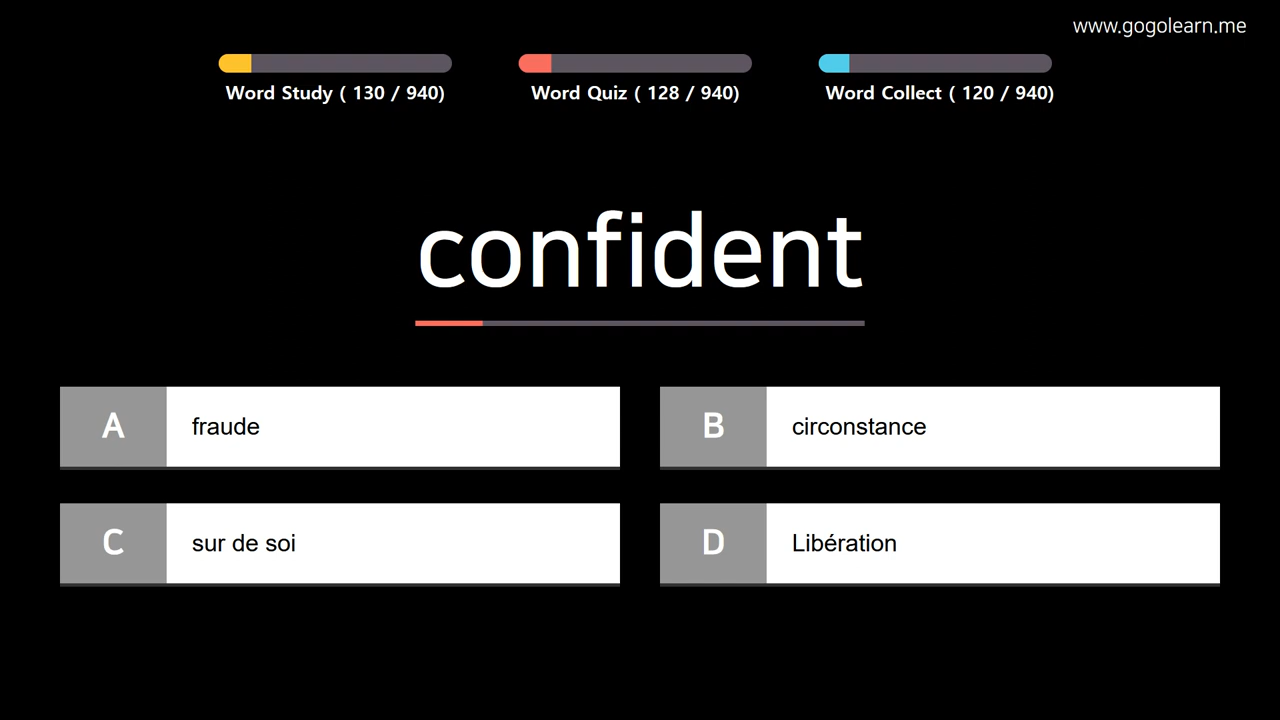 www.gogolearn.me
Word Study ( 130 / 940)
Word Quiz ( 128 / 940)
Word Collect ( 120 / 940)
confident
A
fraude
B
circonstance
C
sur de soi
D
Libération